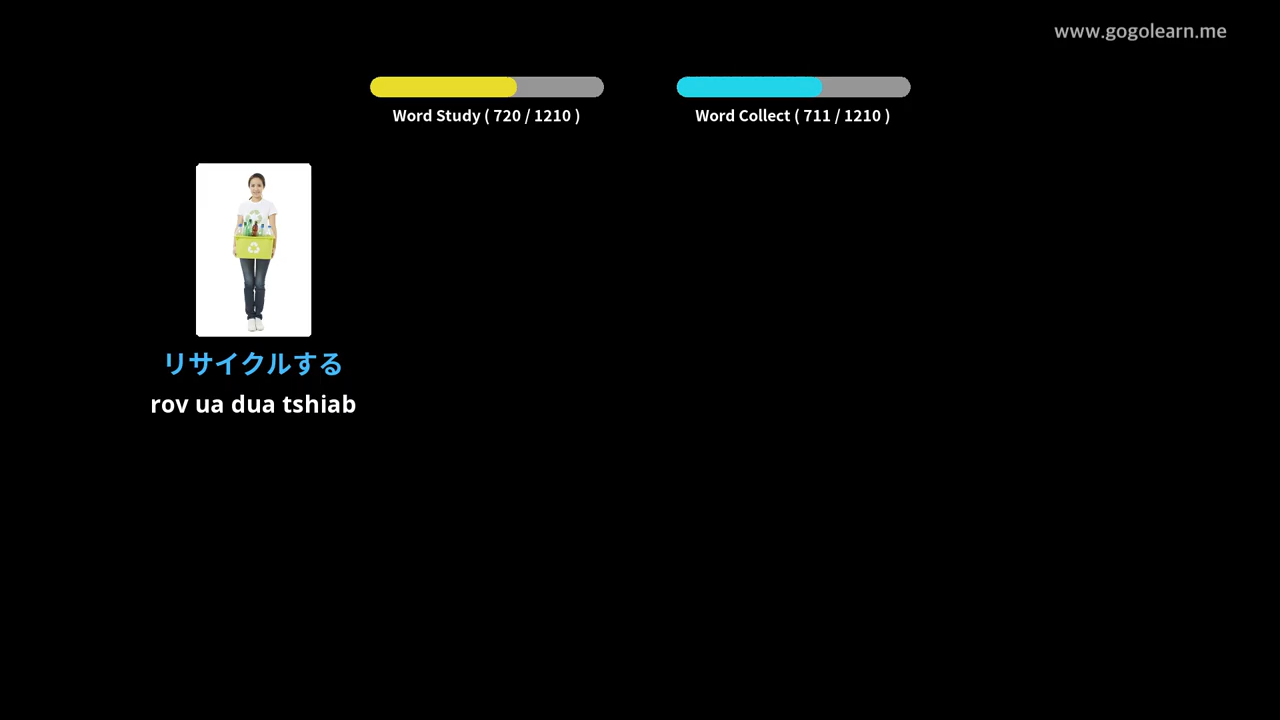 www.gogolearn.me
Word Study ( 720 / 1210 )
Word Collect ( 711 / 1210 )
リサイクルする
rov ua dua tshiab